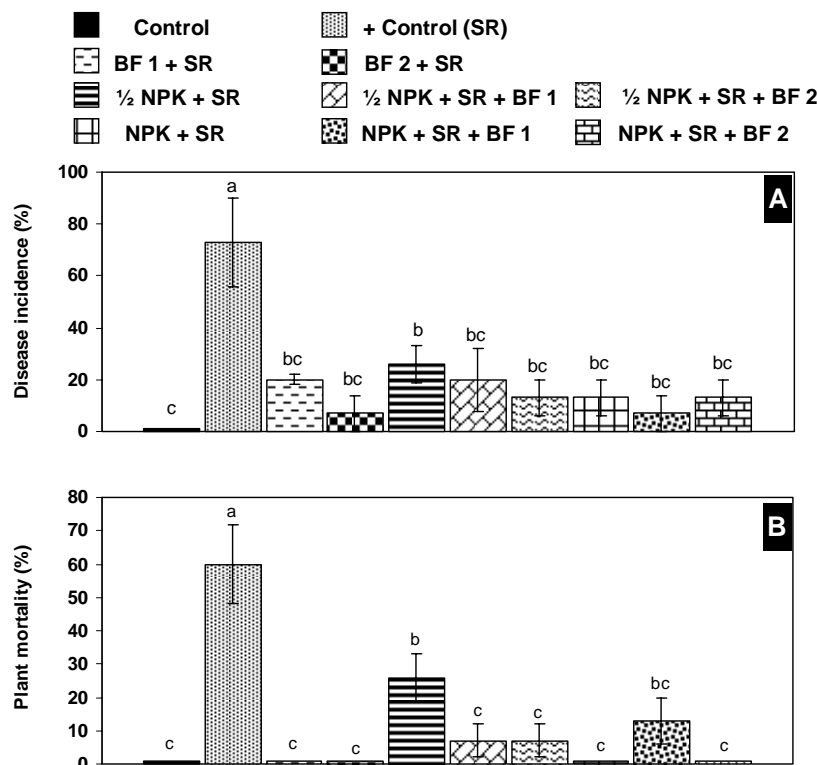 Control
+ Control (SR)
BF 1 + SR
BF 2 + SR
½ NPK + SR
½ NPK + SR + BF 1
½ NPK + SR + BF 2
NPK + SR
NPK + SR + BF 1
NPK + SR + BF 2
Disease incidence (%)
100
80
60
40
20
0
A
c
a
bc
bc
b
bc
bc
bc
bc
bc
Plant mortality (%)
80
70
60
50
40
30
20
10
0
B
c
a
c
c
b
c
c
c
bc
c